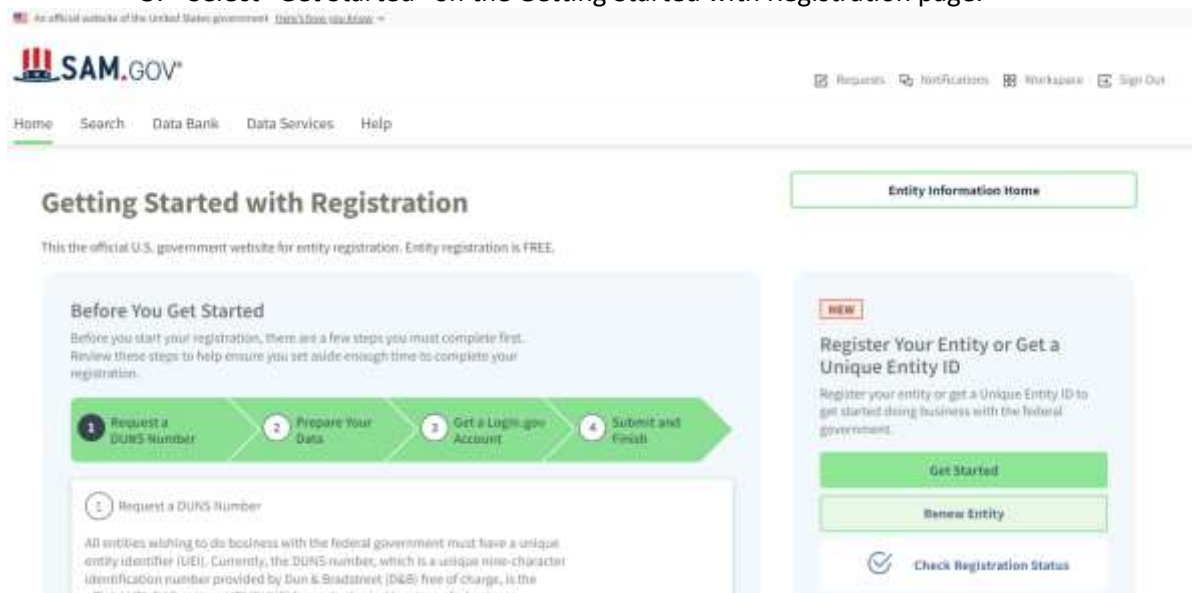 Select "Get Started" on the Getting Started with Registration page.
An official website of the United States government Here's how you know
SAM.GOV®
Requests Notifications Workspace Sign Out
Home Search Data Bank Data Services Help
Getting Started with Registration
Entity Information Home
This the official U.S. government website for entity registration. Entity registration is FREE.
Before You Get Started
Before you start your registration, there are a few steps you must complete first.
Review these steps to help ensure you set aside enough time to complete your
registration.
1 Request a
DUNS Number
2 Prepare Your
Data
3 Get a Login.gov
Account
4 Submit and
Finish
1 Request a DUNS Number
All entities wishing to do business with the federal government must have a unique
entity identifier (UEI). Currently, the DUNS number, which is a unique nine-character
identification number provided by Dun & Bradstreet (D&B) free of charge, is the
NEW
Register Your Entity or Get a
Unique Entity ID
Register your entity or get a Unique Entity ID to
get started doing business with the federal
government.
Get Started
Renew Entity
Check Registration Status